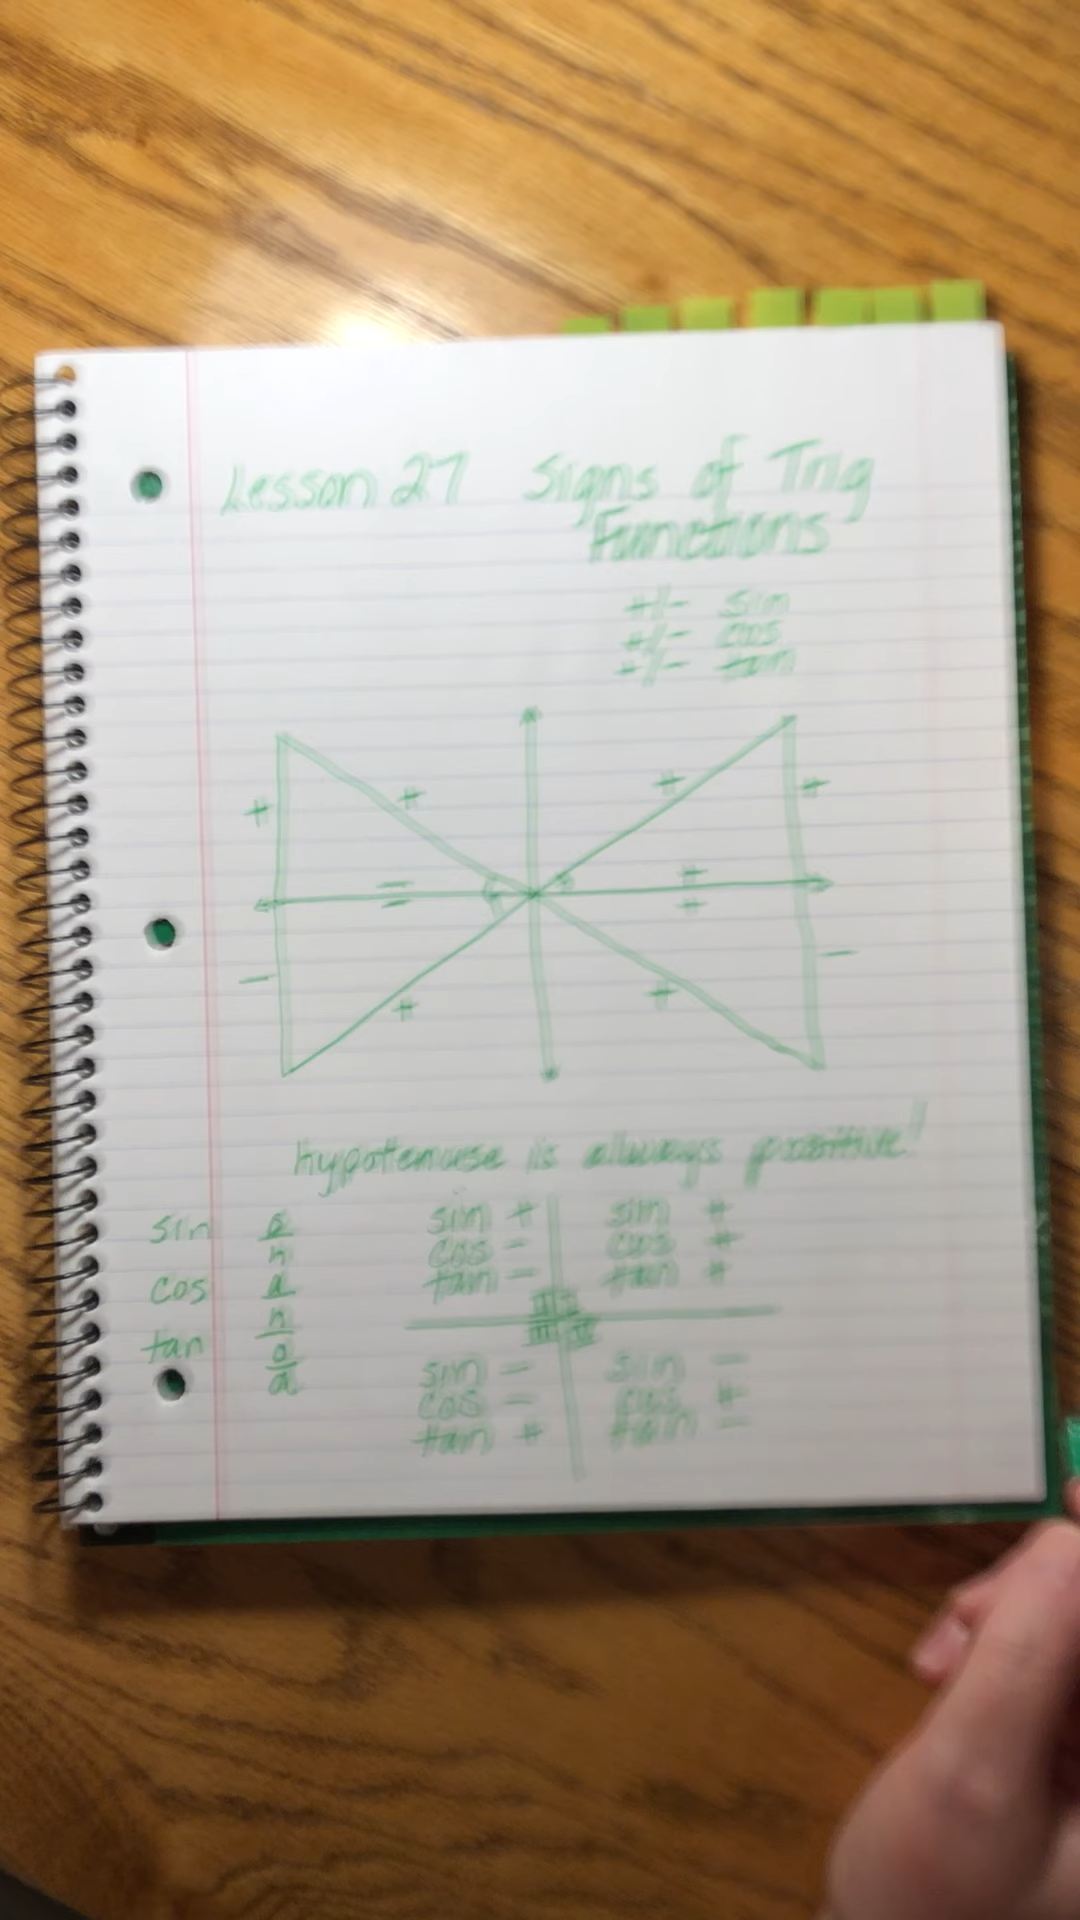 Lesson 27 Signs of Trig
Functions
+/- sin
+/- cos
+/- tan
+ + + +
= +
+
- + + -
hypotenuse is always positive!
sin o/h
cos a/h
tan o/a
sin + sin +
cos - cos +
tan - tan +
II I
III IV
sin - sin -
cos - cos +
tan + tan -